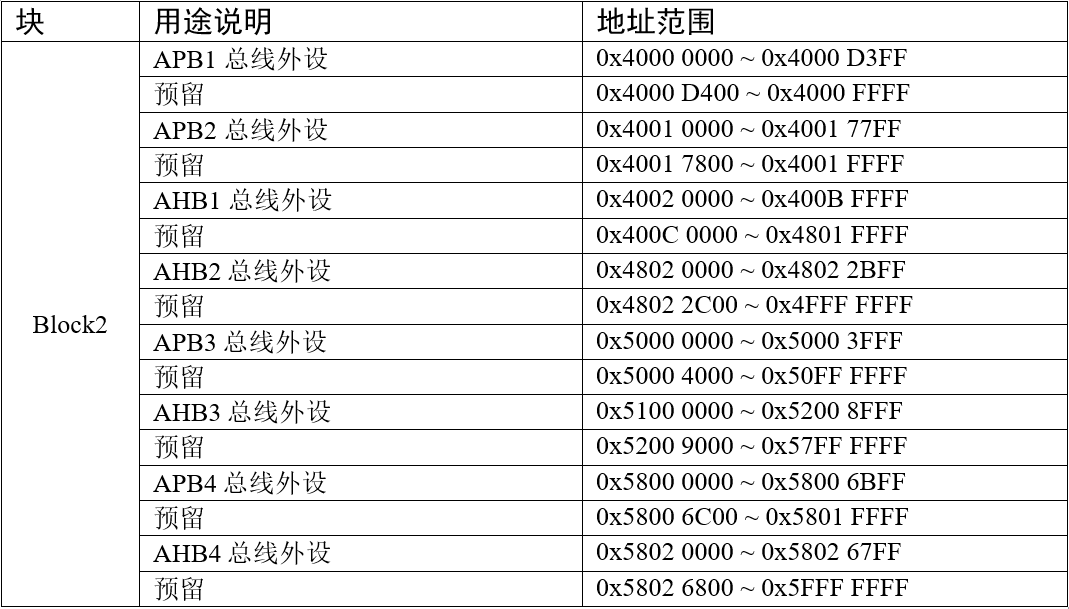 块 用途说明 地址范围
Block2
APB1 总线外设 0x4000 0000 ~ 0x4000 D3FF
预留 0x4000 D400 ~ 0x4000 FFFF
APB2 总线外设 0x4001 0000 ~ 0x4001 77FF
预留 0x4001 7800 ~ 0x4001 FFFF
AHB1 总线外设 0x4002 0000 ~ 0x400B FFFF
预留 0x400C 0000 ~ 0x4801 FFFF
AHB2 总线外设 0x4802 0000 ~ 0x4802 2BFF
预留 0x4802 2C00 ~ 0x4FFF FFFF
APB3 总线外设 0x5000 0000 ~ 0x5000 3FFF
预留 0x5000 4000 ~ 0x50FF FFFF
AHB3 总线外设 0x5100 0000 ~ 0x5200 8FFF
预留 0x5200 9000 ~ 0x57FF FFFF
APB4 总线外设 0x5800 0000 ~ 0x5800 6BFF
预留 0x5800 6C00 ~ 0x5801 FFFF
AHB4 总线外设 0x5802 0000 ~ 0x5802 67FF
预留 0x5802 6800 ~ 0x5FFF FFFF